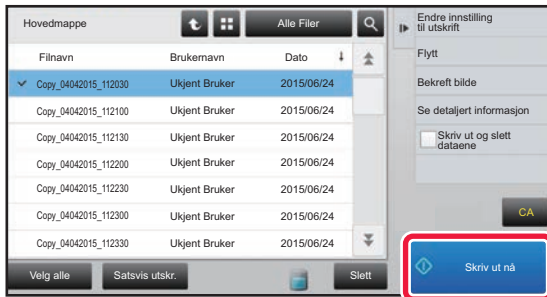 Hovedmappe
Alle Filer
Filnavn Brukernavn Dato
Copy_04042015_112030 Ukjent Bruker 2015/06/24
Copy_04042015_112100 Ukjent Bruker 2015/06/24
Copy_04042015_112130 Ukjent Bruker 2015/06/24
Copy_04042015_112200 Ukjent Bruker 2015/06/24
Copy_04042015_112230 Ukjent Bruker 2015/06/24
Copy_04042015_112300 Ukjent Bruker 2015/06/24
Copy_04042015_112330 Ukjent Bruker 2015/06/24
Velg alle
Satsvis utskr.
Slett
Endre innstilling
til utskrift
Flytt
Bekreft bilde
Se detaljert informasjon
Skriv ut og slett
dataene
CA
Skriv ut nå